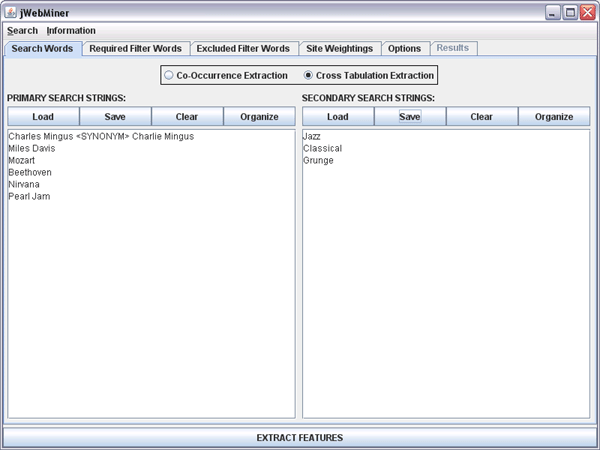 jWebMiner
Search Information
Search Words Required Filter Words Excluded Filter Words Site Weightings Options Results
Co-Occurrence Extraction Cross Tabulation Extraction
PRIMARY SEARCH STRINGS:
Load Save Clear Organize
Charles Mingus <SYNONYM> Charlie Mingus
Miles Davis
Mozart
Beethoven
Nirvana
Pearl Jam
SECONDARY SEARCH STRINGS:
Load Save Clear Organize
Jazz
Classical
Grunge
EXTRACT FEATURES